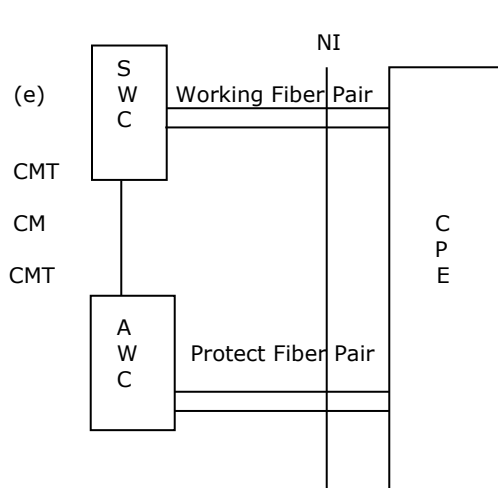 NI
(e)
S
W
C
Working Fiber Pair
CMT
CM
CMT
C
P
E
A
W
C
Protect Fiber Pair